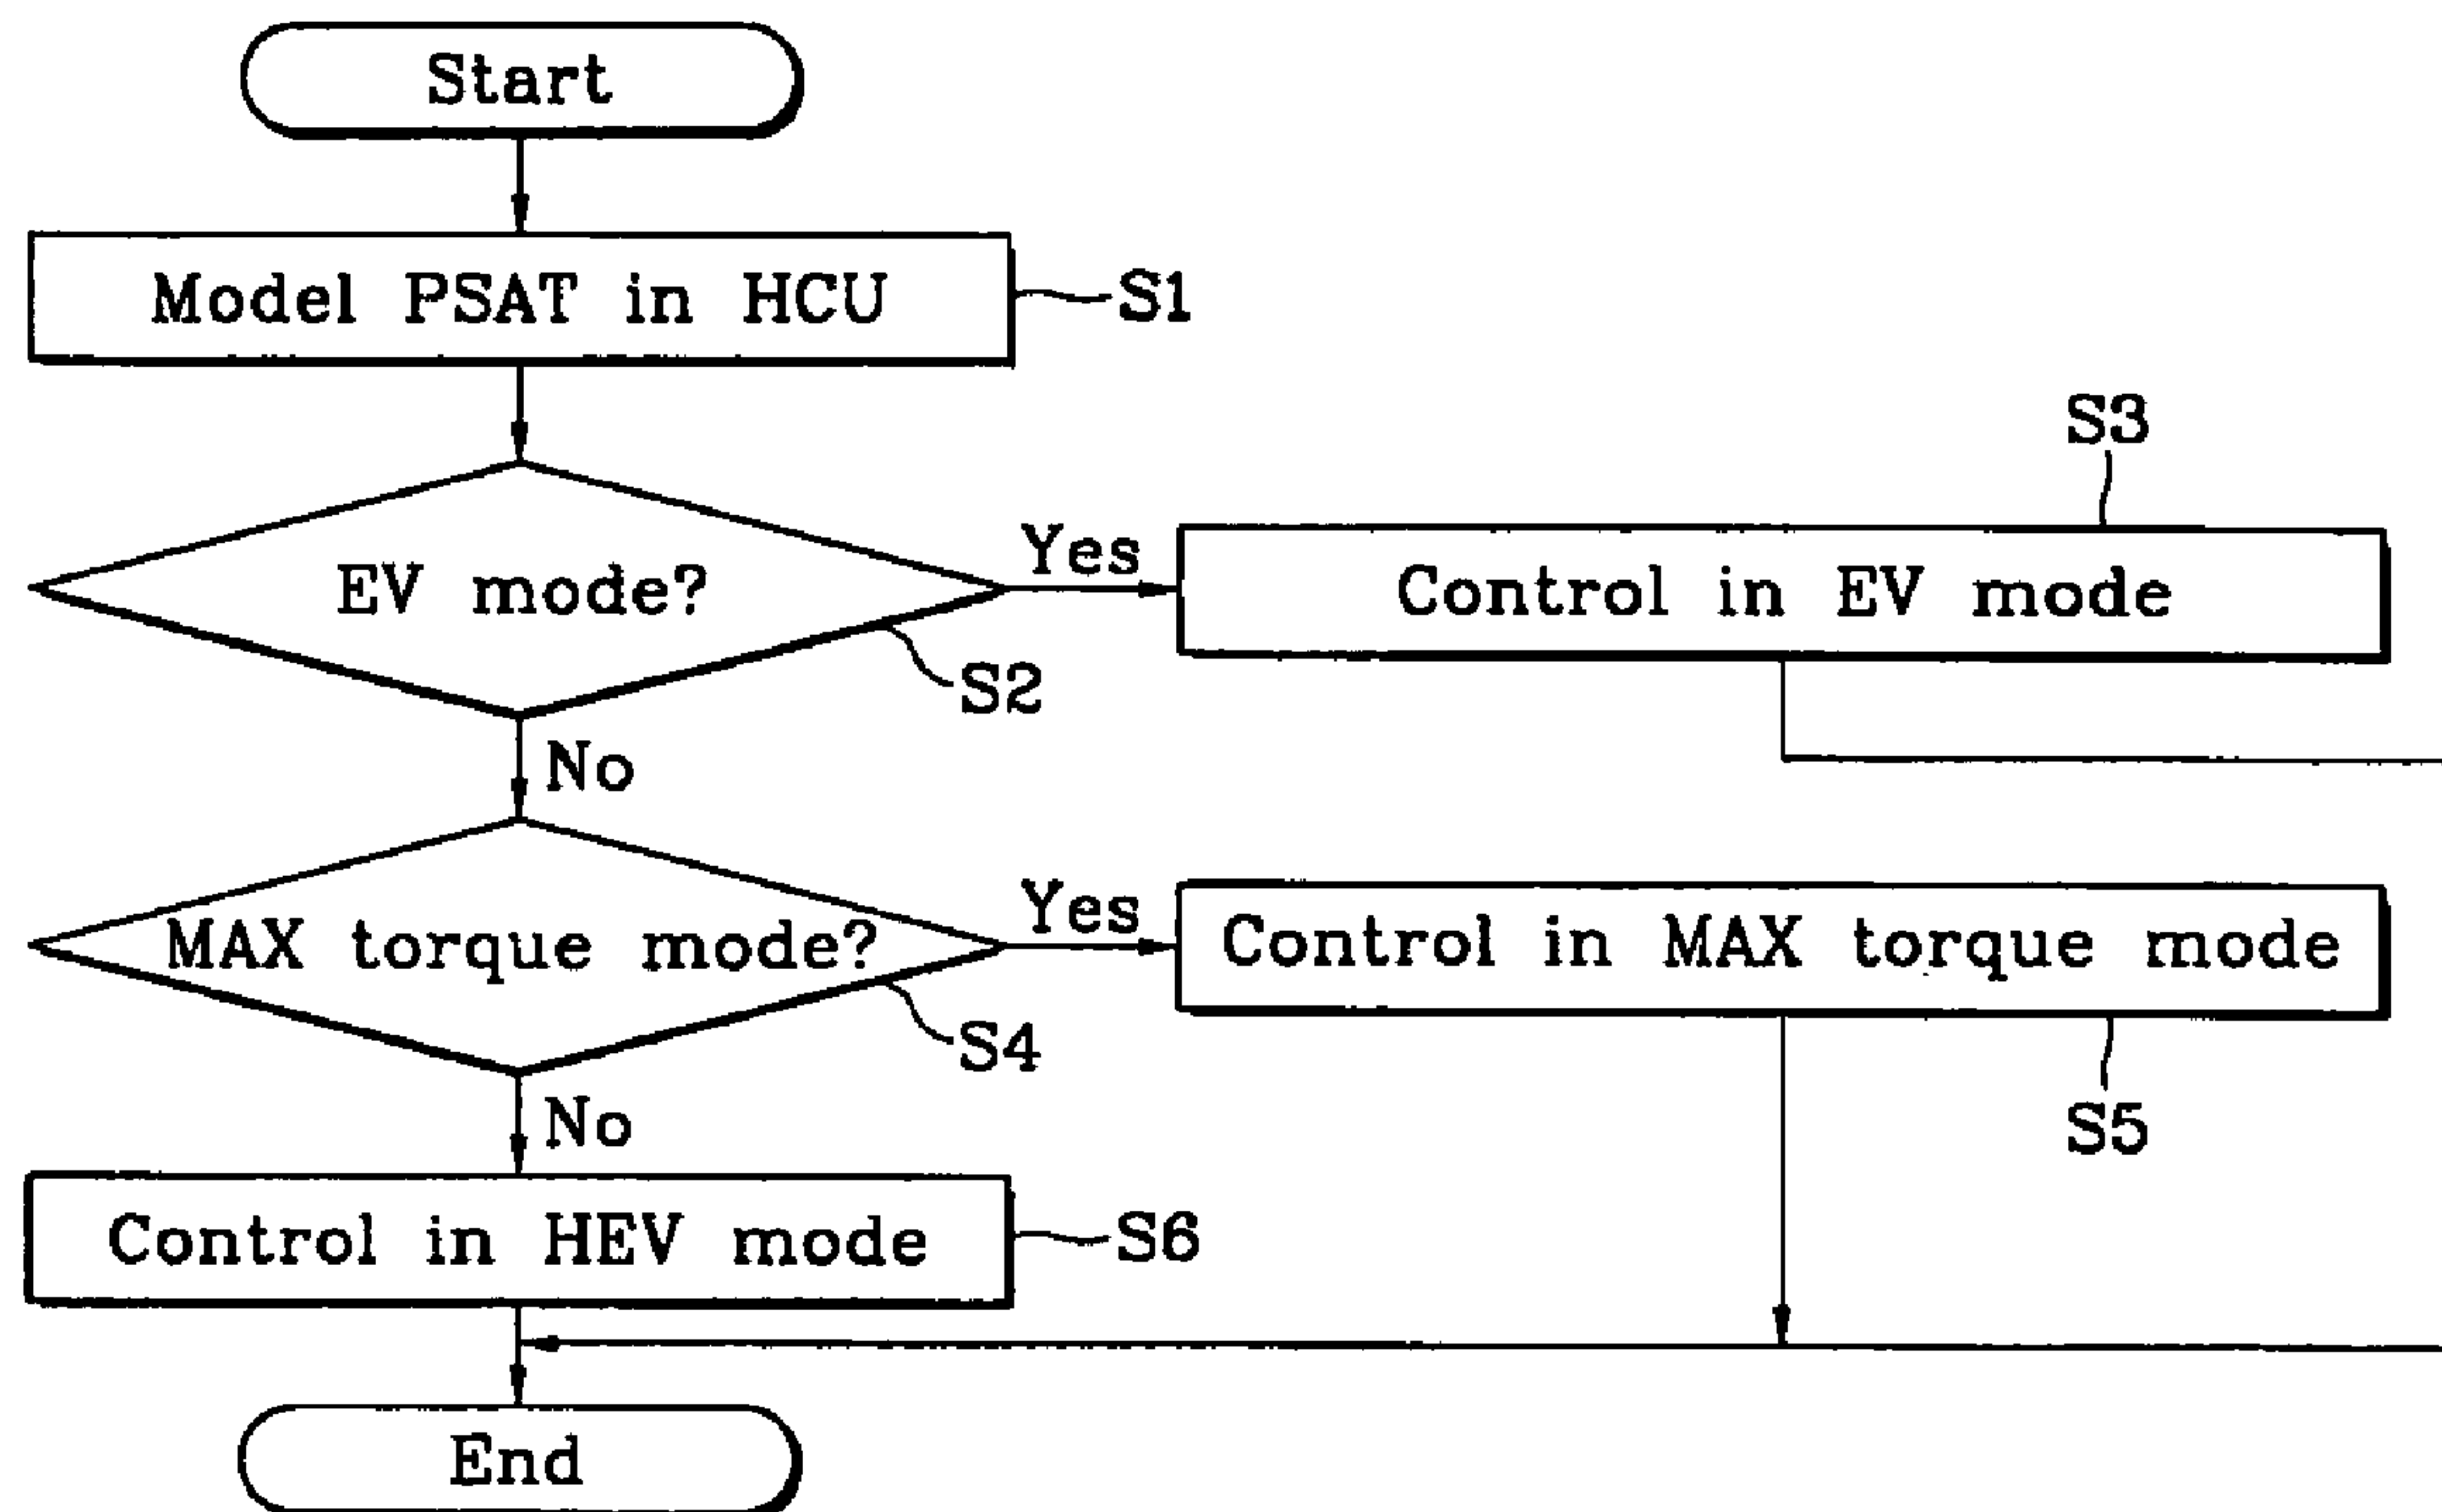 Start
Model PSAT in HCU
S1
S3
EV mode?
Yes
Control in EV mode
S2
No
MAX torque mode?
Yes
Control in MAX torque mode
S4
S5
No
Control in HEV mode
S6
End